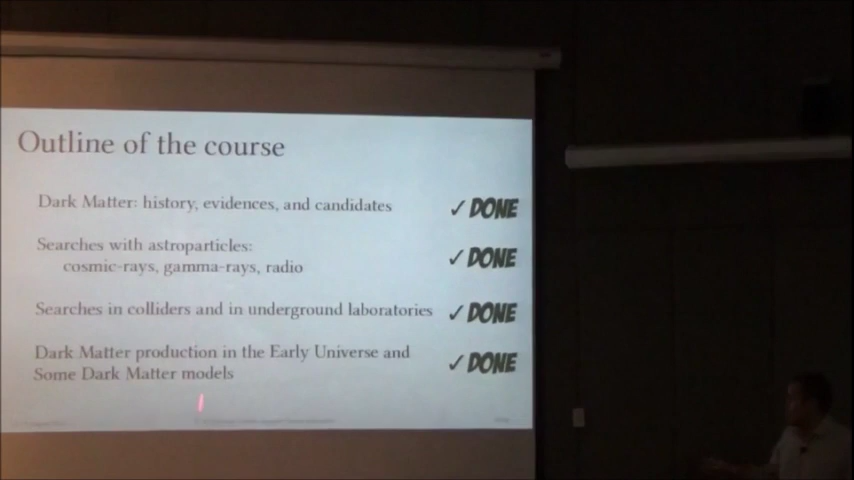 Outline of the course
Dark Matter: history, evidences, and candidates ✓ DONE
Searches with astroparticles:
cosmic-rays, gamma-rays, radio ✓ DONE
Searches in colliders and in underground laboratories ✓ DONE
Dark Matter production in the Early Universe and
Some Dark Matter models ✓ DONE